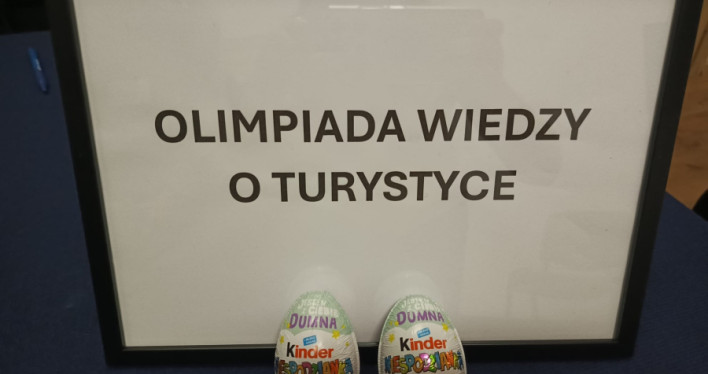 OLIMPIADA WIEDZY
O TURYSTYCE
DUMNA
Kinder
NIESPODZIANKA
DUMNA
Kinder
NIESPODZIANKA